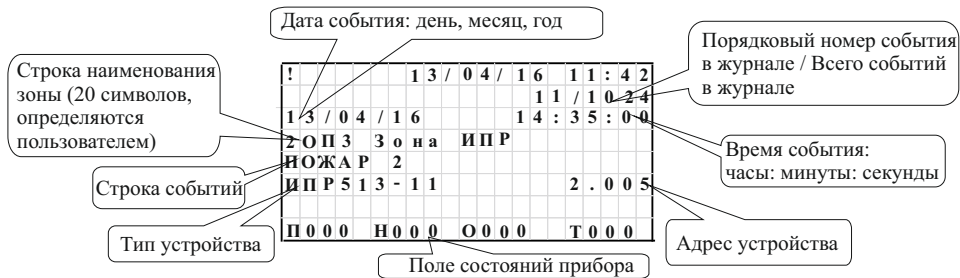 Дата события: день, месяц, год
Порядковый номер события
в журнале / Всего событий
в журнале
Строка наименования
зоны (20 символов,
определяются
пользователем)
! 13/04/16 11:42
11/1024
13/04/16 14:35:00
2ОПЗ Зона ИПР
ПОЖАР 2
ИПР513-11 2.005
П000 Н000 О000 Т000
Время события:
часы: минуты: секунды
Строка событий
Тип устройства
Адрес устройства
Поле состояний прибора